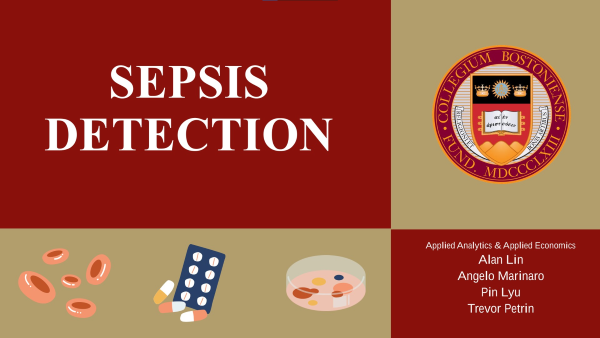 SEPSIS
DETECTION
COLLEGIUM BOSTONIENSE
FUND. MDCCCLXIII
Applied Analytics & Applied Economics
Alan Lin
Angelo Marinaro
Pin Lyu
Trevor Petrin